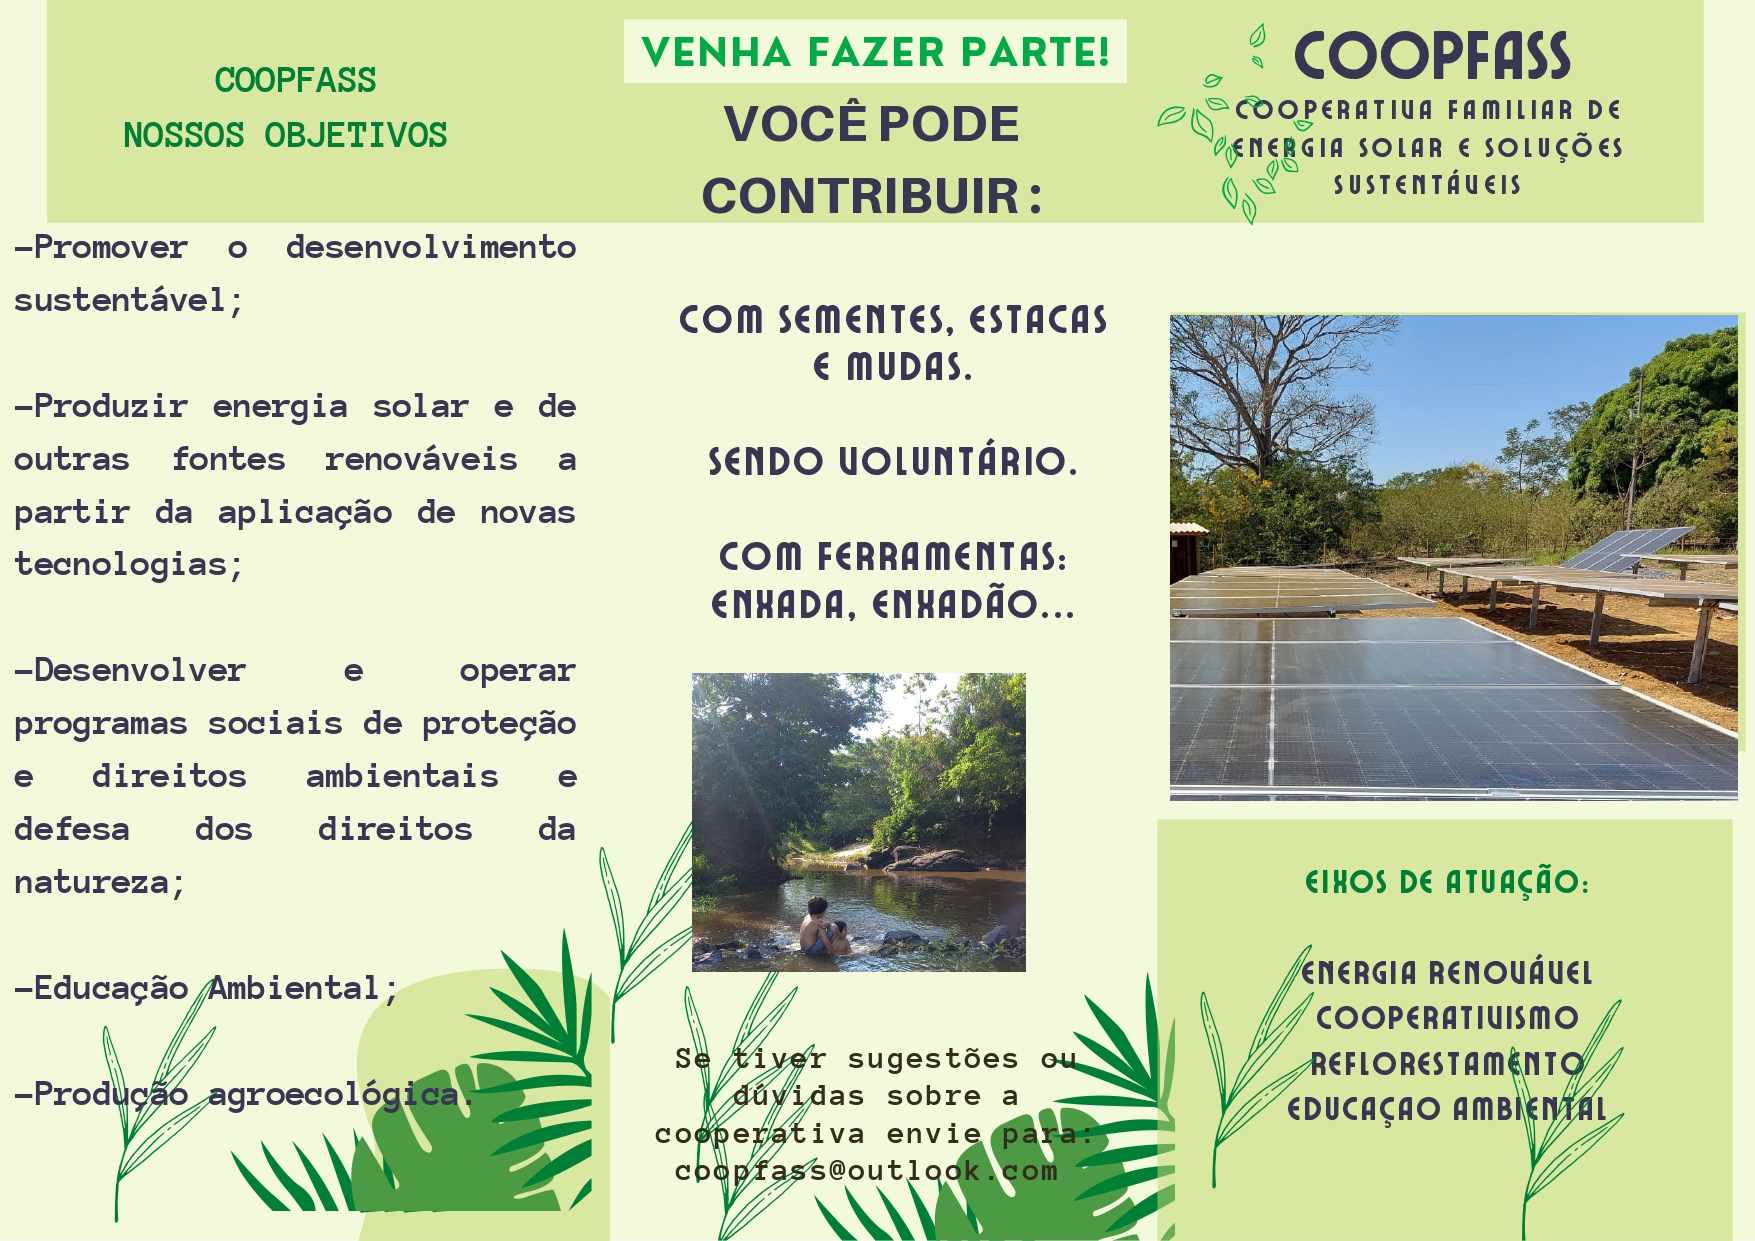 COOPFASS
NOSSOS OBJETIVOS
-Promover o desenvolvimento
sustentável;
-Produzir energia solar e de
outras fontes renováveis a
partir da aplicação de novas
tecnologias;
-Desenvolver e operar
programas sociais de proteção
e direitos ambientais e
defesa dos direitos da
natureza;
-Educação Ambiental;
-Produção agroecológica.
VENHA FAZER PARTE!
VOCÊ PODE
CONTRIBUIR :
COM SEMENTES, ESTACAS
E MUDAS.
SENDO VOLUNTÁRIO.
COM FERRAMENTAS:
ENXADA, ENXADÃO...
Se tiver sugestões ou
dúvidas sobre a
cooperativa envie para:
coopfass@outlook.com
COOPFASS
COOPERATIVA FAMILIAR DE
ENERGIA SOLAR E SOLUÇÕES
SUSTENTÁVEIS
EIXOS DE ATUAÇÃO:
ENERGIA RENOVÁVEL
COOPERATIVISMO
REFLORESTAMENTO
EDUCAÇAO AMBIENTAL